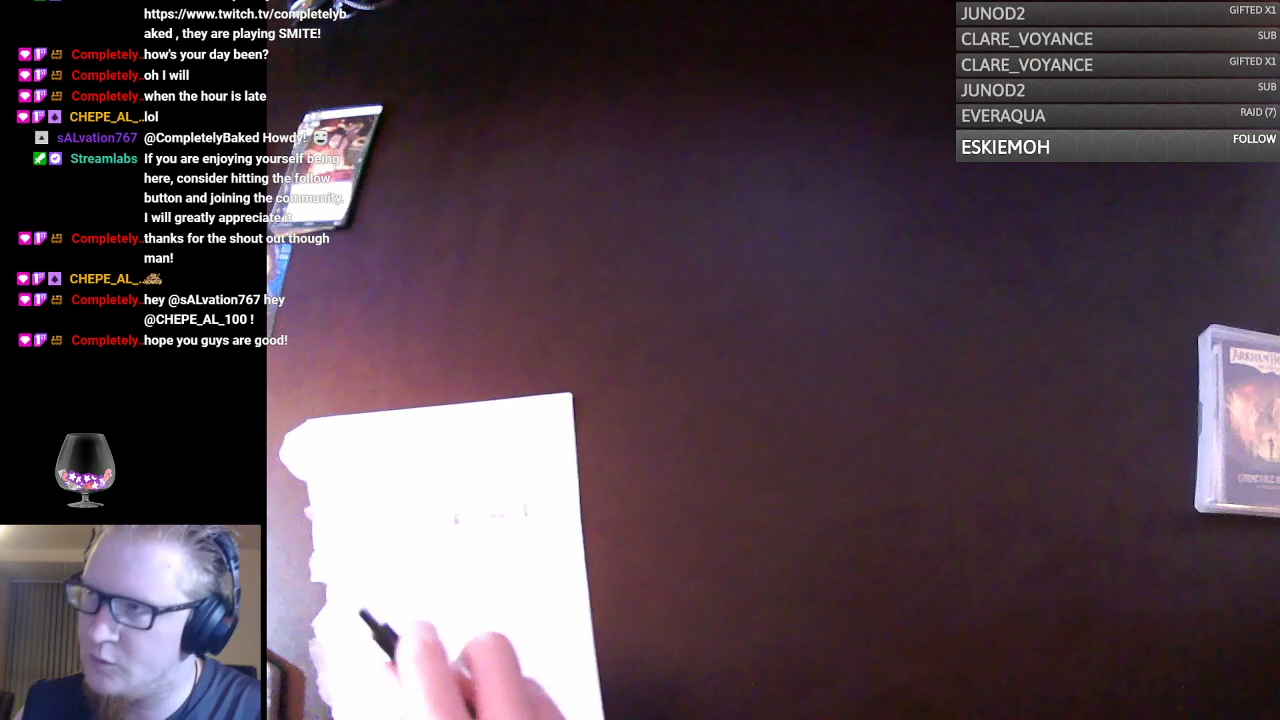 https://www.twitch.tv/completelyb
aked , they are playing SMITE!
Completely.. how's your day been?
Completely.. oh I will
Completely.. when the hour is late
CHEPE_AL_.. lol
sALvation767 @CompletelyBaked Howdy!
Streamlabs If you are enjoying yourself being
here, consider hitting the follow
button and joining the community.
I will greatly appreciate it
Completely.. thanks for the shout out though
man!
CHEPE_AL_..
Completely.. hey @sALvation767 hey
@CHEPE_AL_100 !
Completely.. hope you guys are good!
JUNOD2 GIFTED X1
CLARE_VOYANCE SUB
CLARE_VOYANCE GIFTED X1
JUNOD2 SUB
EVERAQUA RAID (7)
ESKIEMOH FOLLOW